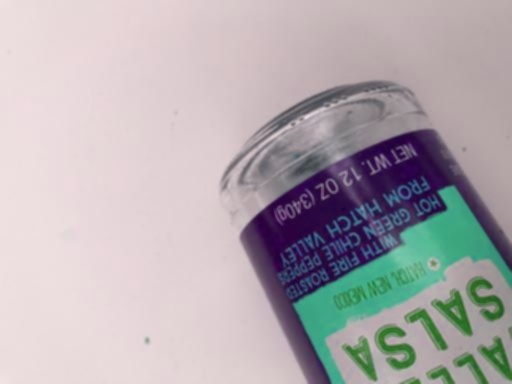 ALLE
SALSA
HATCH, NEW MEXICO
WITH FIRE ROASTED
HOT GREEN CHILE PEPPERS
FROM HATCH VALLEY
NET WT. 12 OZ (340g)